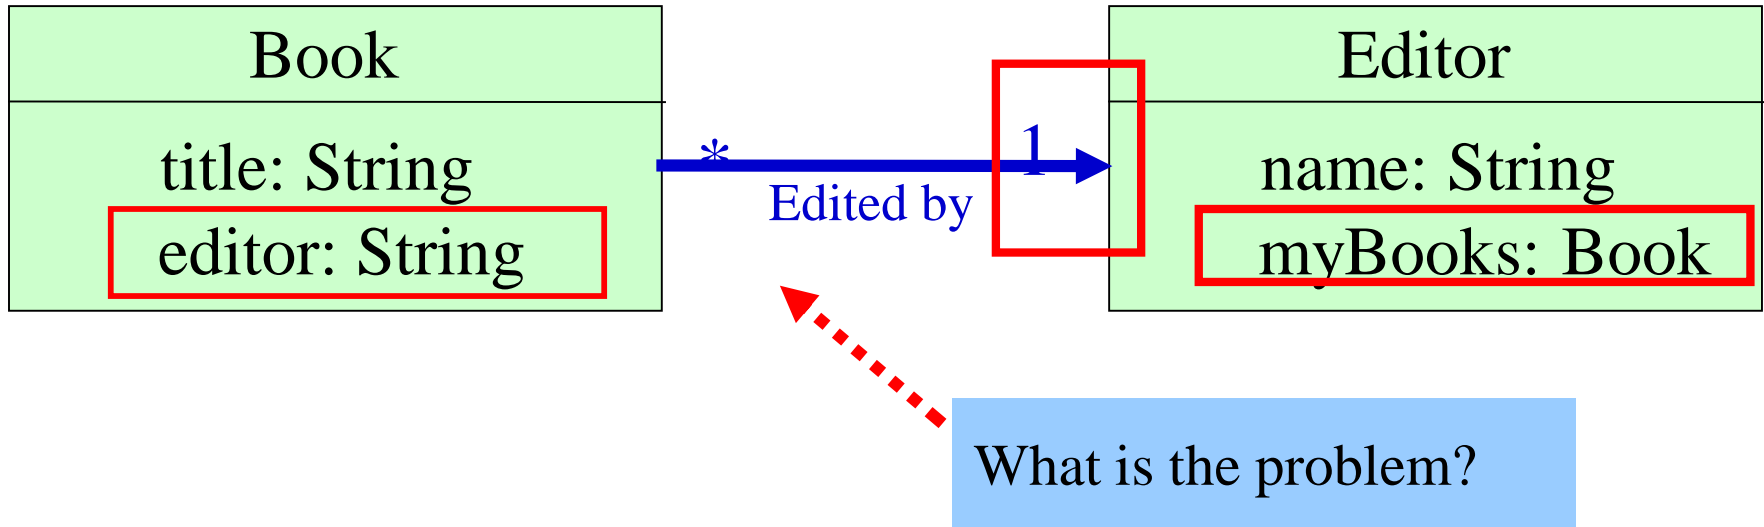 Book
title: String
editor: String
* 1
Edited by
Editor
name: String
myBooks: Book
What is the problem?